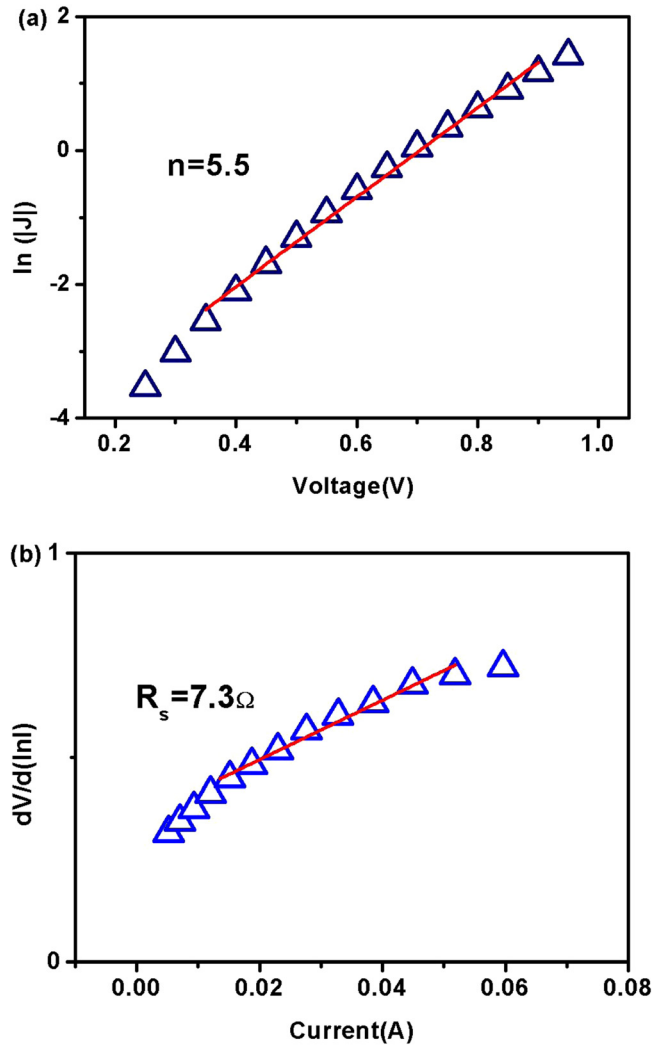 (a)
2
0
-2
-4
ln (|J|)
n=5.5
0.2 0.4 0.6 0.8 1.0
Voltage(V)
(b)
1
0
dV/d(lnI)
Rs=7.3Ω
0.00 0.02 0.04 0.06 0.08
Current(A)